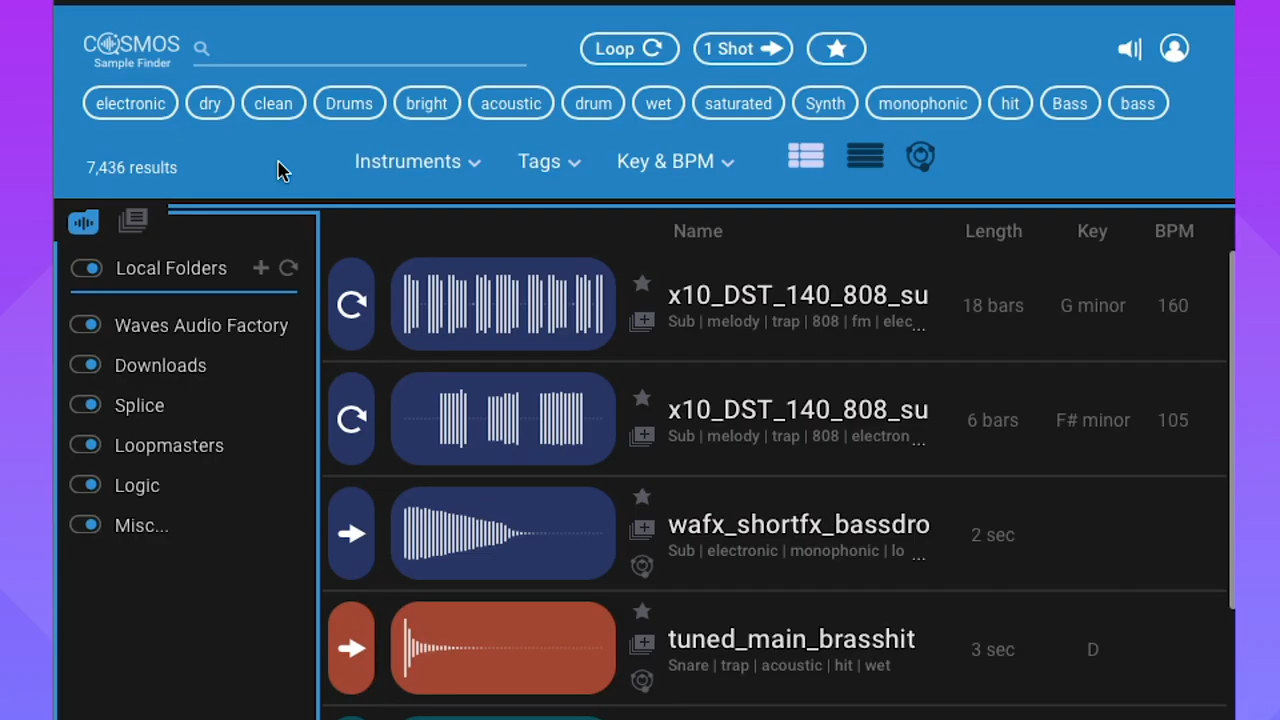 COSMOS
Sample Finder
Loop
1 Shot
electronic
dry
clean
Drums
bright
acoustic
drum
wet
saturated
Synth
monophonic
hit
Bass
bass
7,436 results
Instruments
Tags
Key & BPM
Local Folders
Waves Audio Factory
Downloads
Splice
Loopmasters
Logic
Misc...
Name Length Key BPM
x10_DST_140_808_su 18 bars G minor 160
Sub | melody | trap | 808 | fm | elec...
x10_DST_140_808_su 6 bars F# minor 105
Sub | melody | trap | 808 | electron...
wafx_shortfx_bassdro 2 sec
Sub | electronic | monophonic | lo ...
tuned_main_brasshit 3 sec D
Snare | trap | acoustic | hit | wet